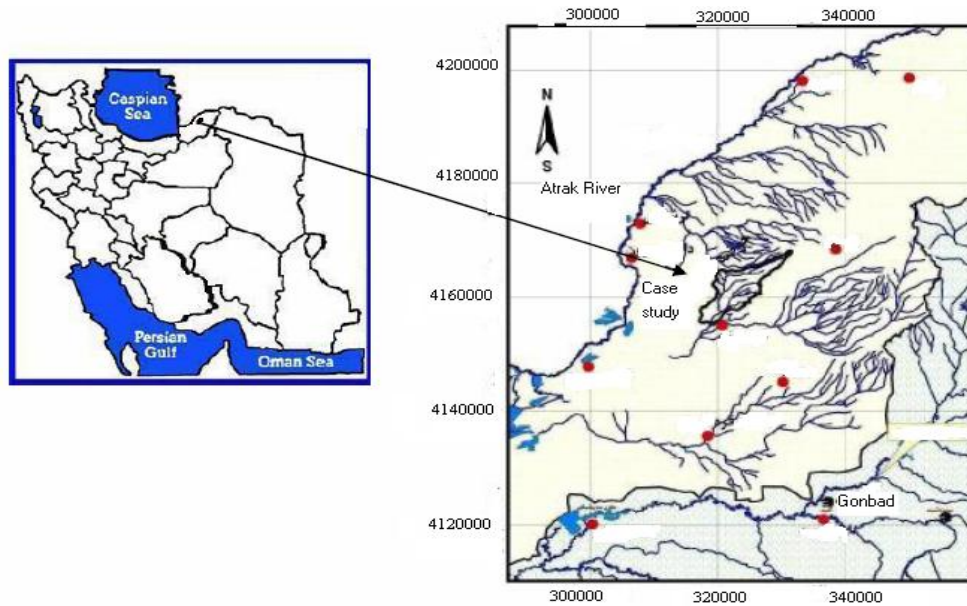 Caspian
Sea
Persian
Gulf
Oman Sea
300000
320000
340000
4200000
4180000
4160000
4140000
4120000
N
S
Atrak River
Case
study
Gonbad
300000
320000
340000